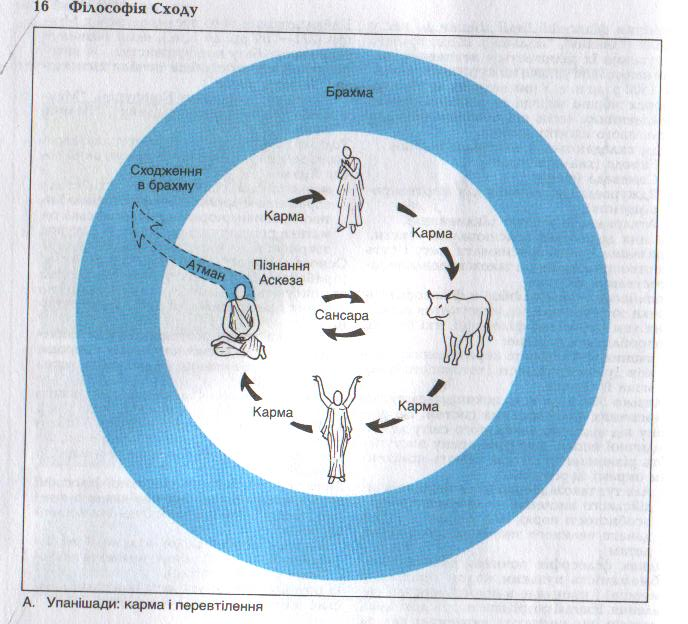 16 Філософія Сходу
Брахма
Сходження
в брахму
Карма
Карма
Атман
Пізнання
Аскеза
Сансара
Карма
Карма
А. Упанішади: карма і перевтілення